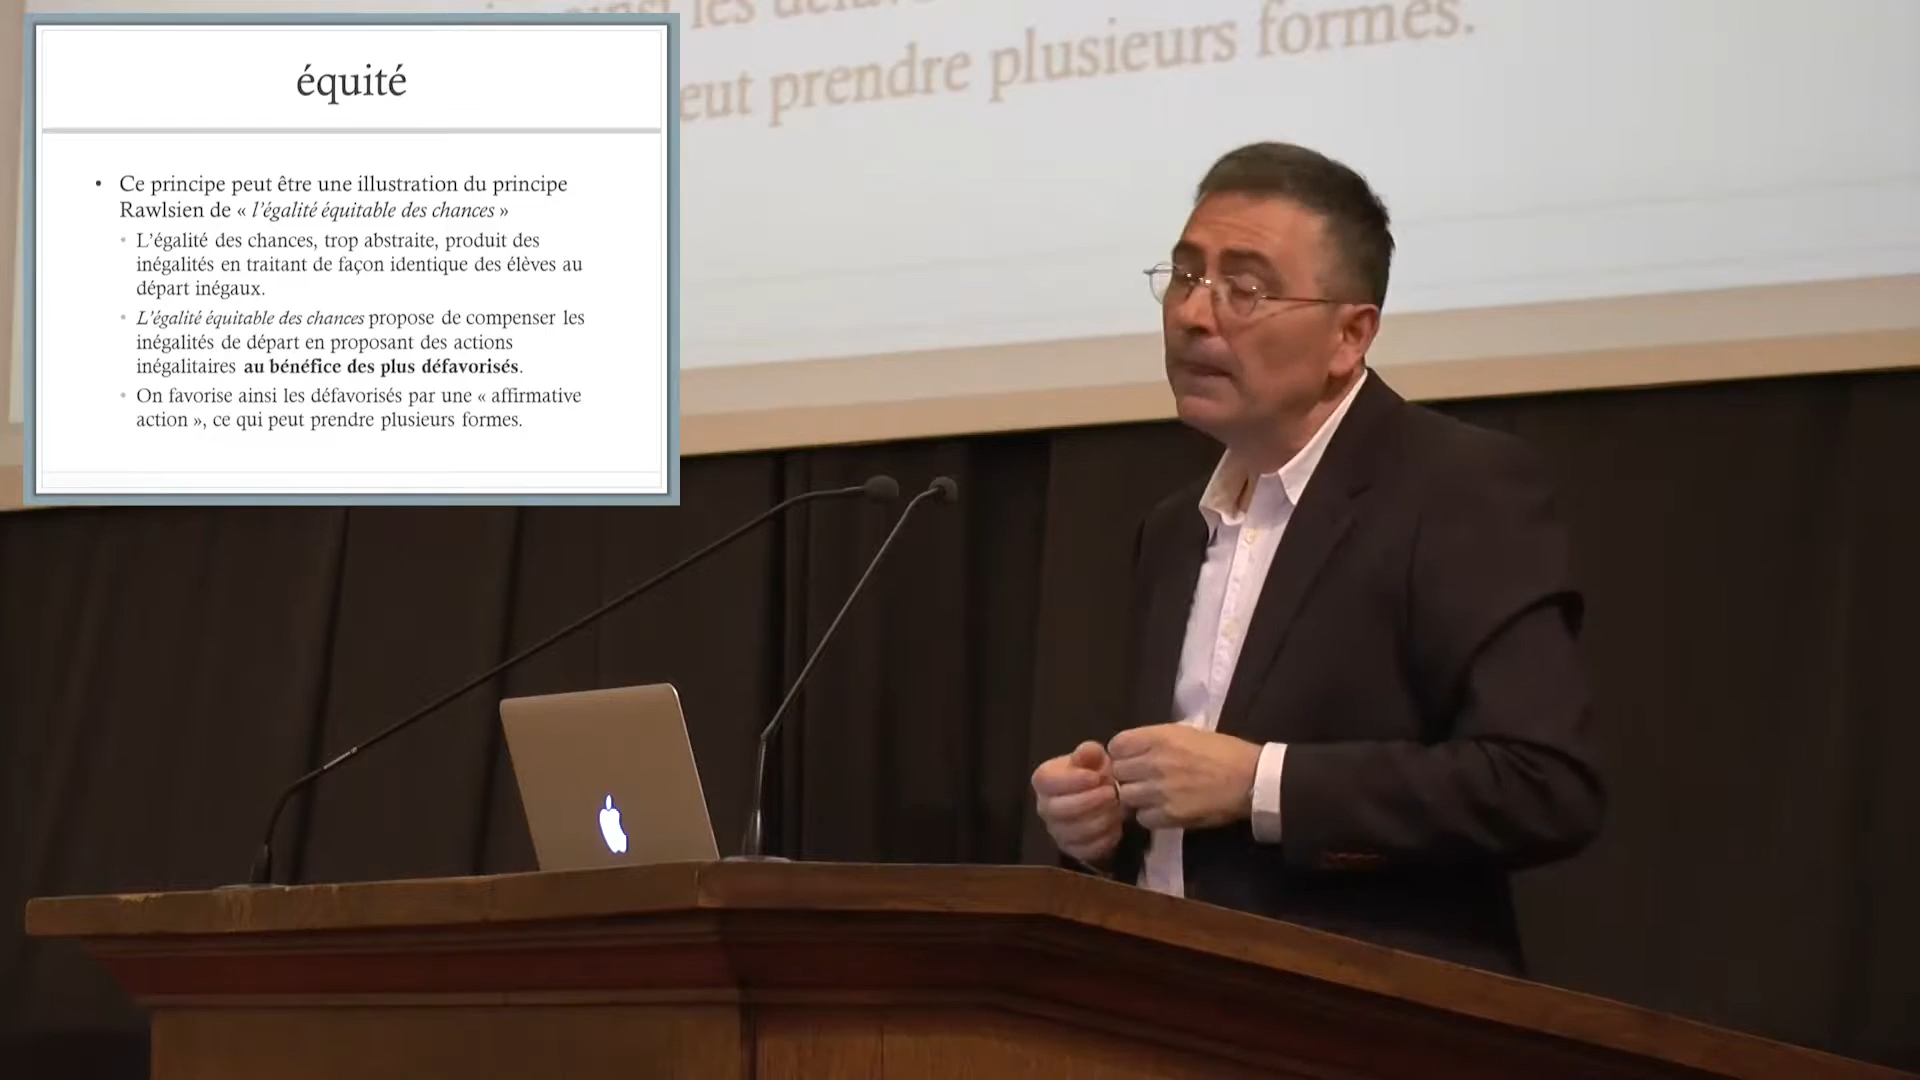 ainsi les
eut prendre plusieurs formes.
équité
• Ce principe peut être une illustration du principe
Rawlsien de « l'égalité équitable des chances »
• L'égalité des chances, trop abstraite, produit des
inégalités en traitant de façon identique des élèves au
départ inégaux.
• L'égalité équitable des chances propose de compenser les
inégalités de départ en proposant des actions
inégalitaires au bénéfice des plus défavorisés.
• On favorise ainsi les défavorisés par une « affirmative
action », ce qui peut prendre plusieurs formes.